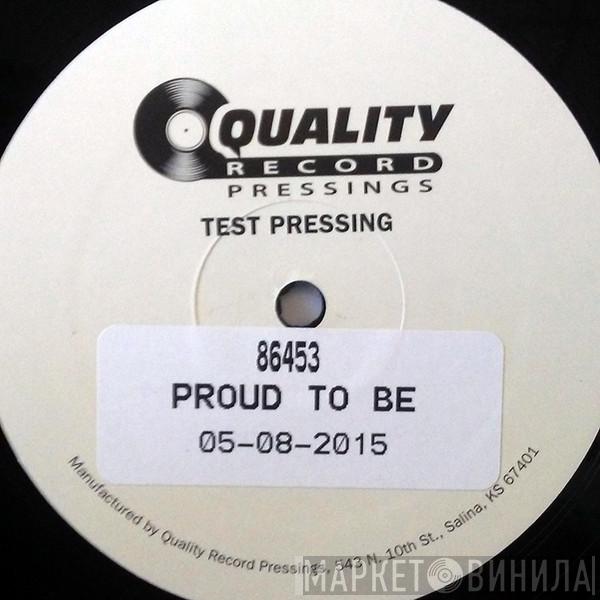 QUALITY
RECORD
PRESSINGS
TEST PRESSING
86453
PROUD TO BE
05-08-2015
Manufactured by Quality Record Pressings, 543 N. 10th St., Salina, KS 67401
МАРКЕТ ВИНИЛА